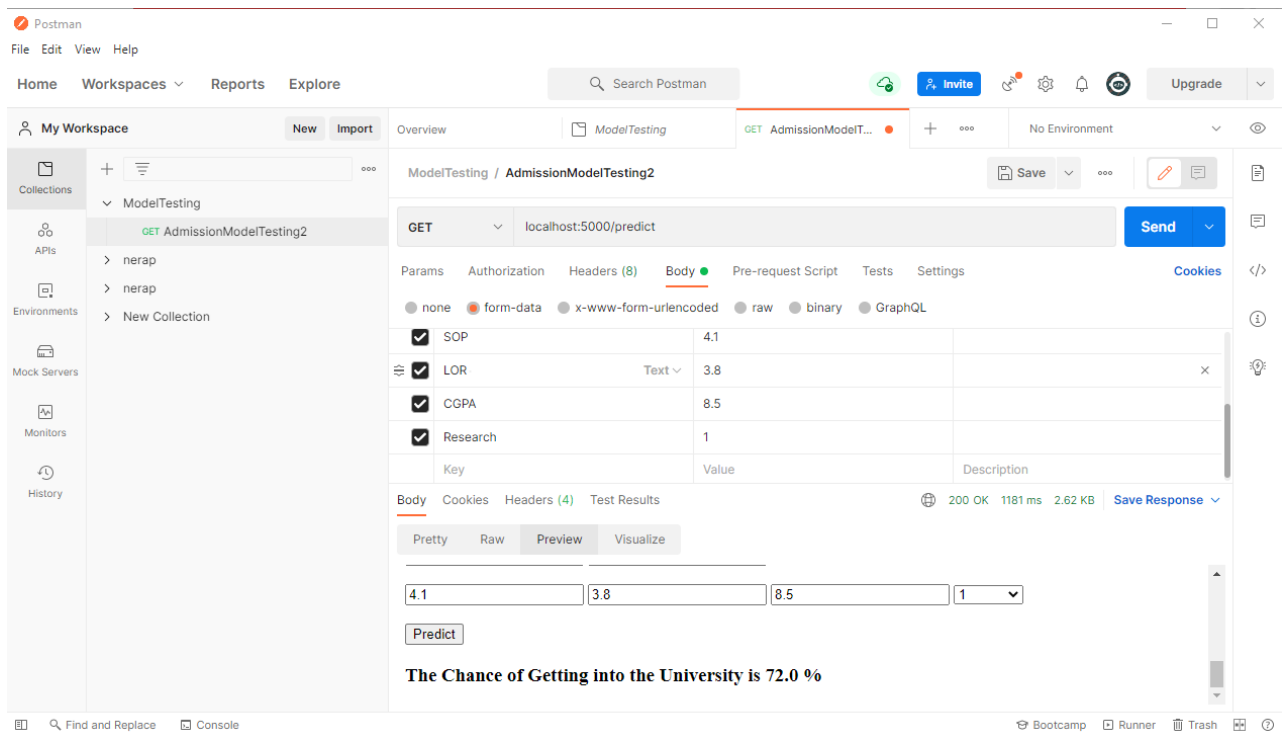 Postman
File Edit View Help
Home Workspaces Reports Explore Search Postman Invite Upgrade
My Workspace New Import Overview ModelTesting GET AdmissionModelT... No Environment
Collections
APIs
Environments
Mock Servers
Monitors
History
ModelTesting
GET AdmissionModelTesting2
nerap
nerap
New Collection
ModelTesting / AdmissionModelTesting2 Save
GET localhost:5000/predict Send
Params Authorization Headers (8) Body Pre-request Script Tests Settings Cookies
none form-data x-www-form-urlencoded raw binary GraphQL
SOP 4.1
LOR Text 3.8
CGPA 8.5
Research 1
Key Value Description
Body Cookies Headers (4) Test Results 200 OK 1181 ms 2.62 KB Save Response
Pretty Raw Preview Visualize
4.1 3.8 8.5 1
Predict
The Chance of Getting into the University is 72.0 %
Find and Replace Console Bootcamp Runner Trash